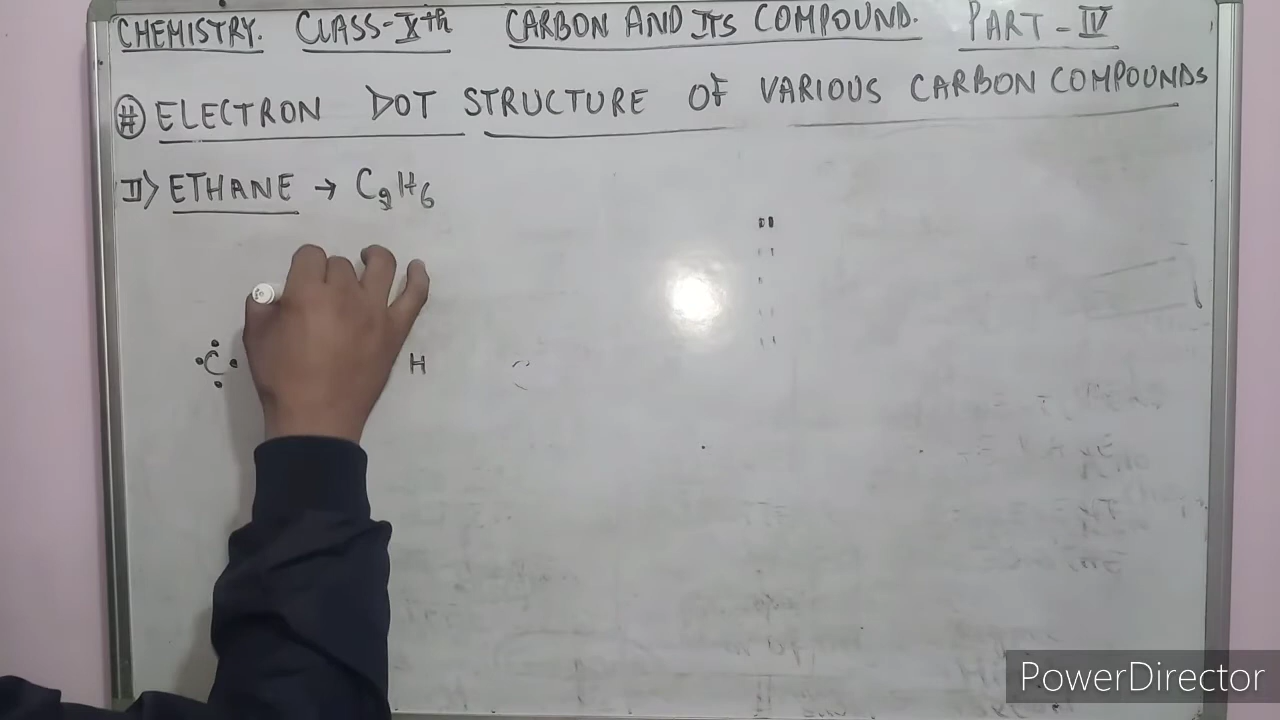 CHEMISTRY. CLASS-Xth CARBON AND ITS COMPOUND. PART-IV
# ELECTRON DOT STRUCTURE OF VARIOUS CARBON COMPOUNDS
II> ETHANE → C2H6
C H
PowerDirector